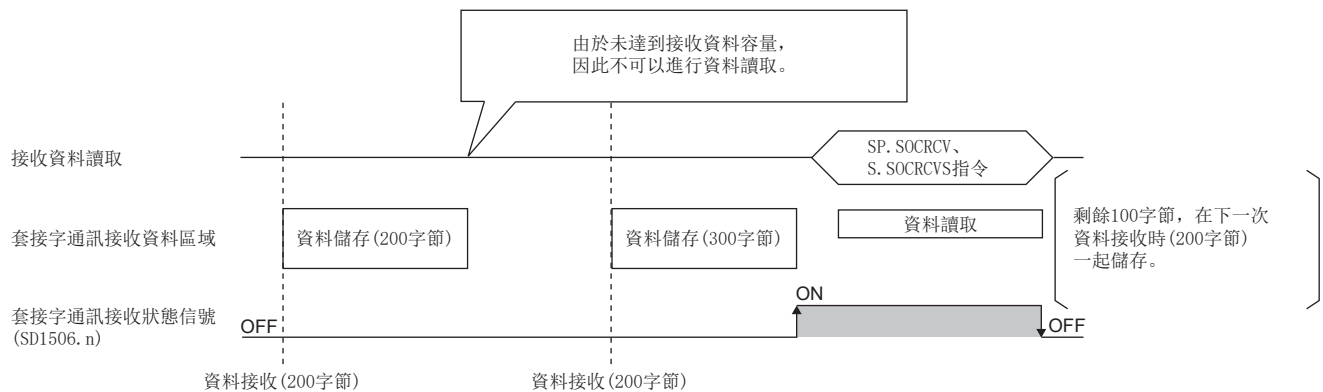 由於未達到接收資料容量，
因此不可以進行資料讀取。
接收資料讀取
SP.SOCRCV、
S.SOCRCVS指令
套接字通訊接收資料區域
資料儲存(200字節)
資料儲存(300字節)
資料讀取
剩餘100字節，在下一次
資料接收時(200字節)
一起儲存。
套接字通訊接收狀態信號
(SD1506.n)
OFF
ON
OFF
資料接收(200字節)
資料接收(200字節)